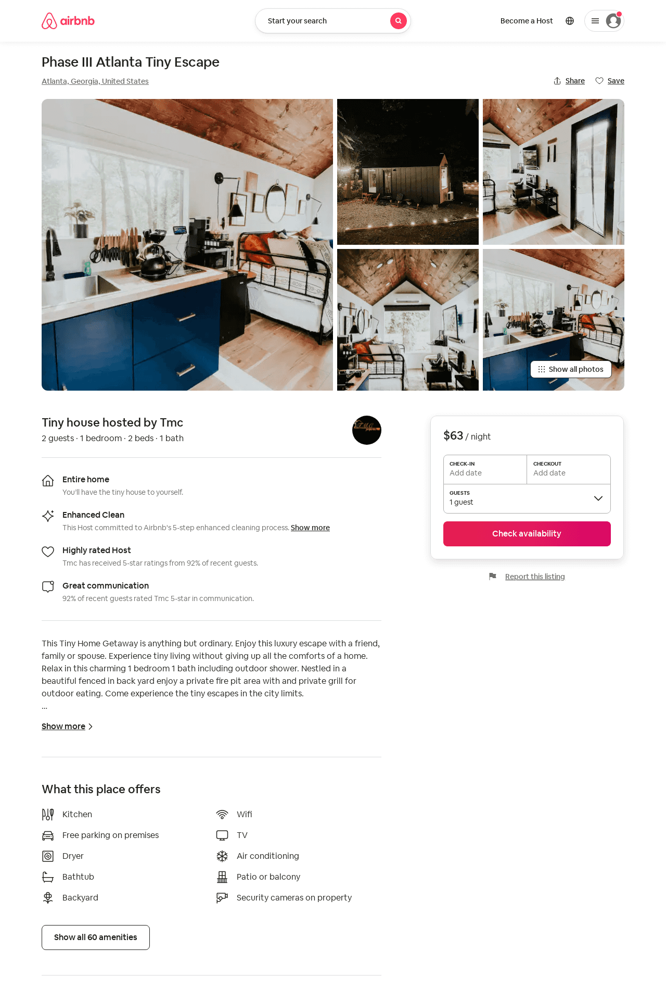 airbnb
Start your search
Become a Host
Phase III Atlanta Tiny Escape
Atlanta, Georgia, United States
Share
Save
Show all photos
Tiny house hosted by Tmc
2 guests · 1 bedroom · 2 beds · 1 bath
Entire home
You’ll have the tiny house to yourself.
Enhanced Clean
This Host committed to Airbnb's 5-step enhanced cleaning process. Show more
Highly rated Host
Tmc has received 5-star ratings from 92% of recent guests.
Great communication
92% of recent guests rated Tmc 5-star in communication.
$63 / night
CHECK-IN
Add date
CHECKOUT
Add date
GUESTS
1 guest
Check availability
Report this listing
This Tiny Home Getaway is anything but ordinary. Enjoy this luxury escape with a friend,
family or spouse. Experience tiny living without giving up all the comforts of a home.
Relax in this charming 1 bedroom 1 bath including outdoor shower. Nestled in a
beautiful fenced in back yard enjoy a private fire pit area with and private grill for
outdoor eating. Come experience the tiny escapes in the city limits.
...
Show more
What this place offers
Kitchen
Wifi
Free parking on premises
TV
Dryer
Air conditioning
Bathtub
Patio or balcony
Backyard
Security cameras on property
Show all 60 amenities